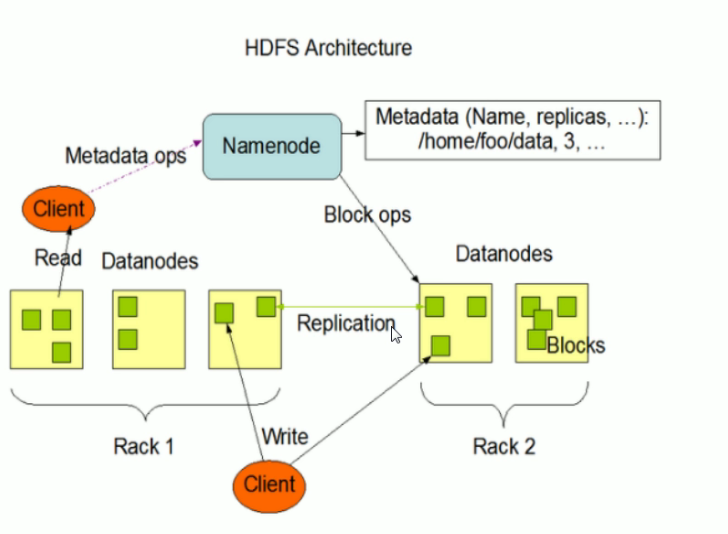 HDFS Architecture
Metadata (Name, replicas, ...):
/home/foo/data, 3, ...
Namenode
Metadata ops
Client
Block ops
Read
Datanodes
Datanodes
Replication
Blocks
Rack 1
Write
Rack 2
Client